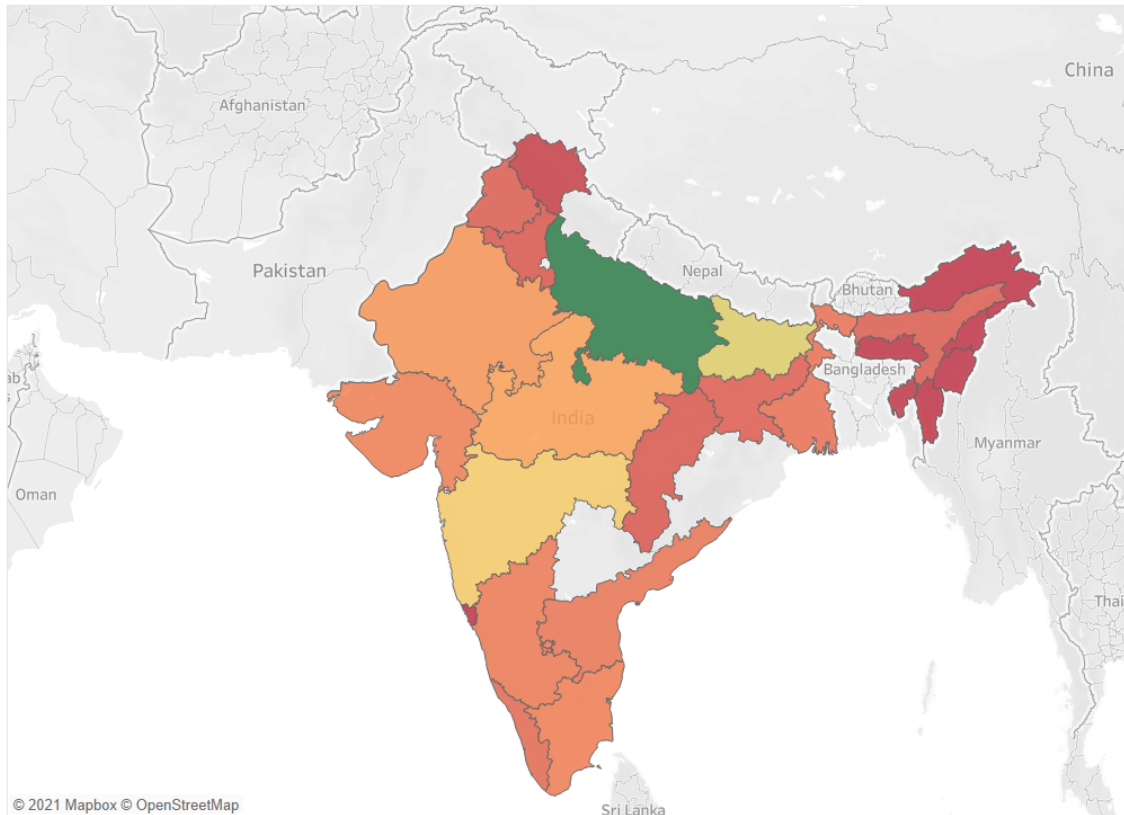 China
Afghanistan
Pakistan
Nepal
Bhutan
Bangladesh
India
Myanmar
Oman
Thai
Sri Lanka
© 2021 Mapbox © OpenStreetMap